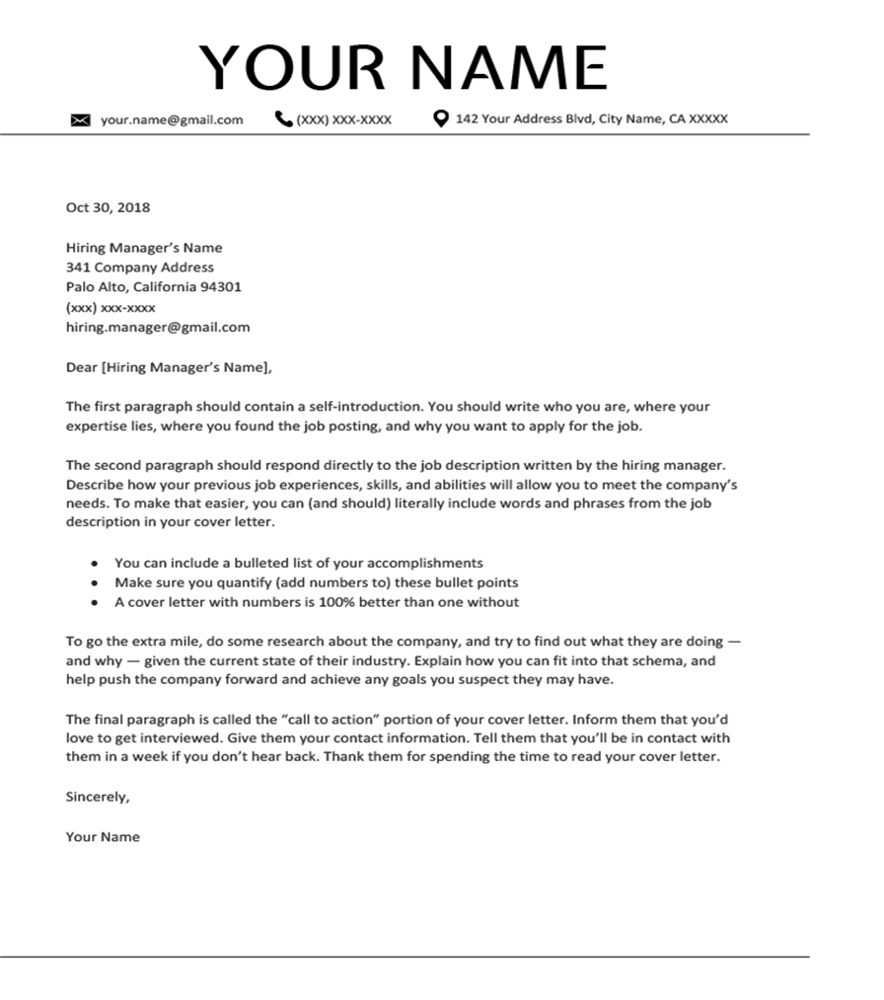 YOUR NAME
your.name@gmail.com (XXX) XXX-XXXX 142 Your Address Blvd, City Name, CA XXXXX
Oct 30, 2018
Hiring Manager’s Name
341 Company Address
Palo Alto, California 94301
(xxx) xxx-xxxx
hiring.manager@gmail.com
Dear [Hiring Manager’s Name],
The first paragraph should contain a self-introduction. You should write who you are, where your
expertise lies, where you found the job posting, and why you want to apply for the job.
The second paragraph should respond directly to the job description written by the hiring manager.
Describe how your previous job experiences, skills, and abilities will allow you to meet the company’s
needs. To make that easier, you can (and should) literally include words and phrases from the job
description in your cover letter.
• You can include a bulleted list of your accomplishments
• Make sure you quantify (add numbers to) these bullet points
• A cover letter with numbers is 100% better than one without
To go the extra mile, do some research about the company, and try to find out what they are doing —
and why — given the current state of their industry. Explain how you can fit into that schema, and
help push the company forward and achieve any goals you suspect they may have.
The final paragraph is called the “call to action” portion of your cover letter. Inform them that you’d
love to get interviewed. Give them your contact information. Tell them that you’ll be in contact with
them in a week if you don’t hear back. Thank them for spending the time to read your cover letter.
Sincerely,
Your Name